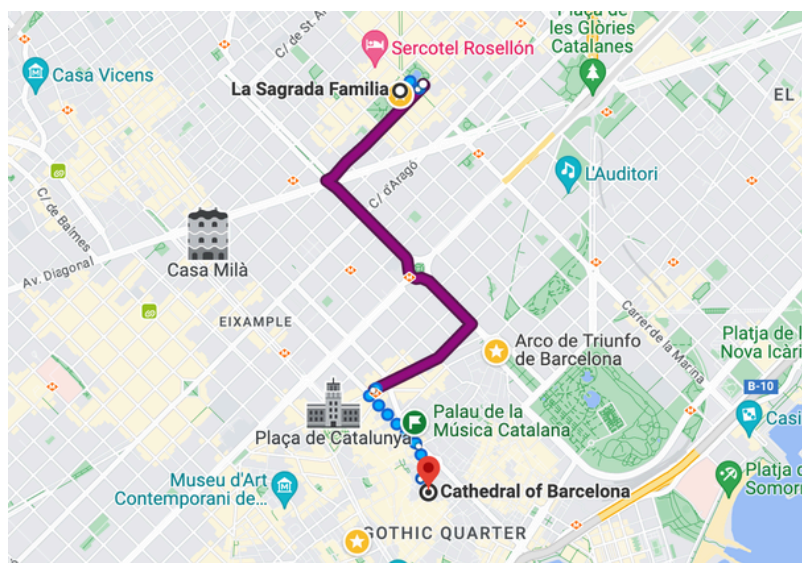 Plaça de
les Glòries
Catalanes
C/ de St. An
Sercotel Rosellón
Casa Vicens
La Sagrada Familia
EL
C/ d'Aragó
L'Auditori
C/ de Balmes
Casa Milà
Av. Diagonal
EIXAMPLE
Carrer de la Marina
Arco de Triunfo
de Barcelona
Platja de l
Nova Icàri
B-10
Palau de la
Música Catalana
Casi
Plaça de Catalunya
Museu d'Art
Contemporani de...
Cathedral of Barcelona
Platja d
Somorr
GOTHIC QUARTER